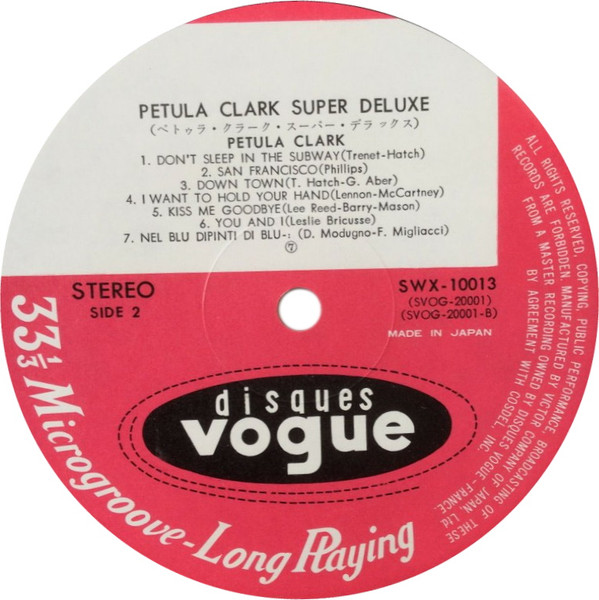 PETULA CLARK SUPER DELUXE
(ペトゥラ・クラーク・スーパー・デラックス)
PETULA CLARK
1. DON'T SLEEP IN THE SUBWAY(Trenet-Hatch)
2. SAN FRANCISCO(Phillips)
3. DOWN TOWN(T. Hatch-G. Aber)
4. I WANT TO HOLD YOUR HAND(Lennon-McCartney)
5. KISS ME GOODBYE(Lee Reed-Barry-Mason)
6. YOU AND I(Leslie Bricusse)
7. NEL BLU DIPINTI DI BLU-: (D. Modugno-F. Migliacci)
⑦
STEREO
SIDE 2
SWX-10013
(SVOG-20001)
(SVOG-20001-B)
MADE IN JAPAN
disques
vogue
33 1/3 Microgroove-Long Playing
ALL RIGHTS RESERVED, COPYING, PUBLIC PERFORMANCE, BROADCASTING OF THESE
RECORDS ARE FORBIDDEN MANUFACTURED BY VICTOR COMPANY OF JAPAN, Ltd.
FROM A MASTER RECORDING OWNED BY DISQUES VOGUE -FRANCE,
BY AGREEMENT WITH COSDEL, INC.